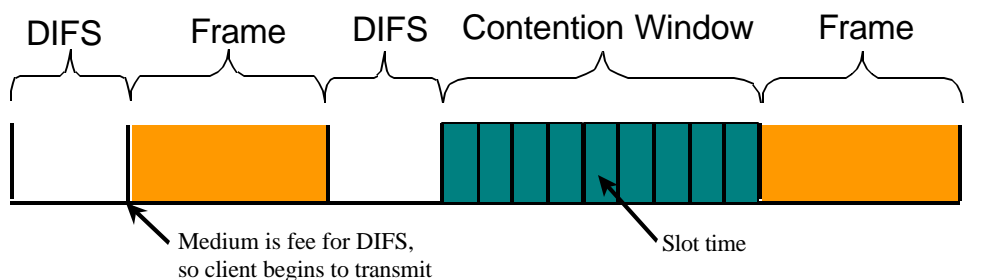 DIFS Frame DIFS Contention Window Frame
Medium is fee for DIFS,
so client begins to transmit
Slot time